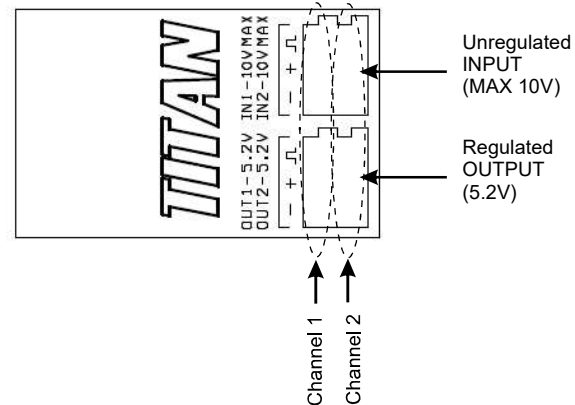 TITAN
IN1-10VMAX
IN2-10VMAX
+
-
OUT1-5.2V
OUT2-5.2V
+
-
Unregulated
INPUT
(MAX 10V)
Regulated
OUTPUT
(5.2V)
Channel 1
Channel 2